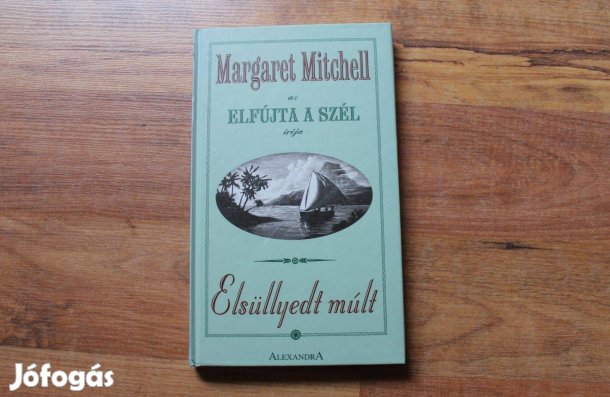 Margaret Mitchell
az
ELFÚJTA A SZÉL
írója
Elsüllyedt múlt
ALEXANDRA
Jófogás